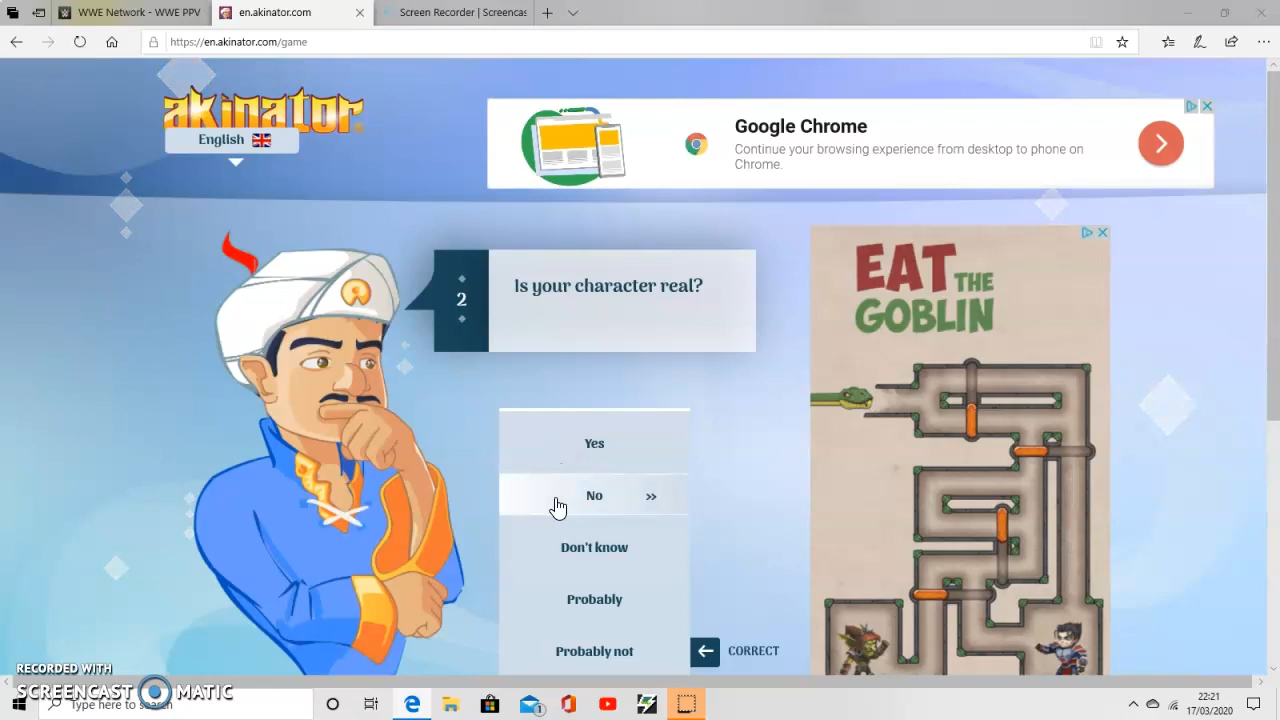 WWE Network - WWE PPV
en.akinator.com
Screen Recorder | Screencas
https://en.akinator.com/game
akinator
English
Google Chrome
Continue your browsing experience from desktop to phone on
Chrome.
2
Is your character real?
EAT THE
GOBLIN
Yes
No »
Don't know
Probably
Probably not
CORRECT
RECORDED WITH
SCREENCAST MATIC
Type here to search
1
22:21
17/03/2020